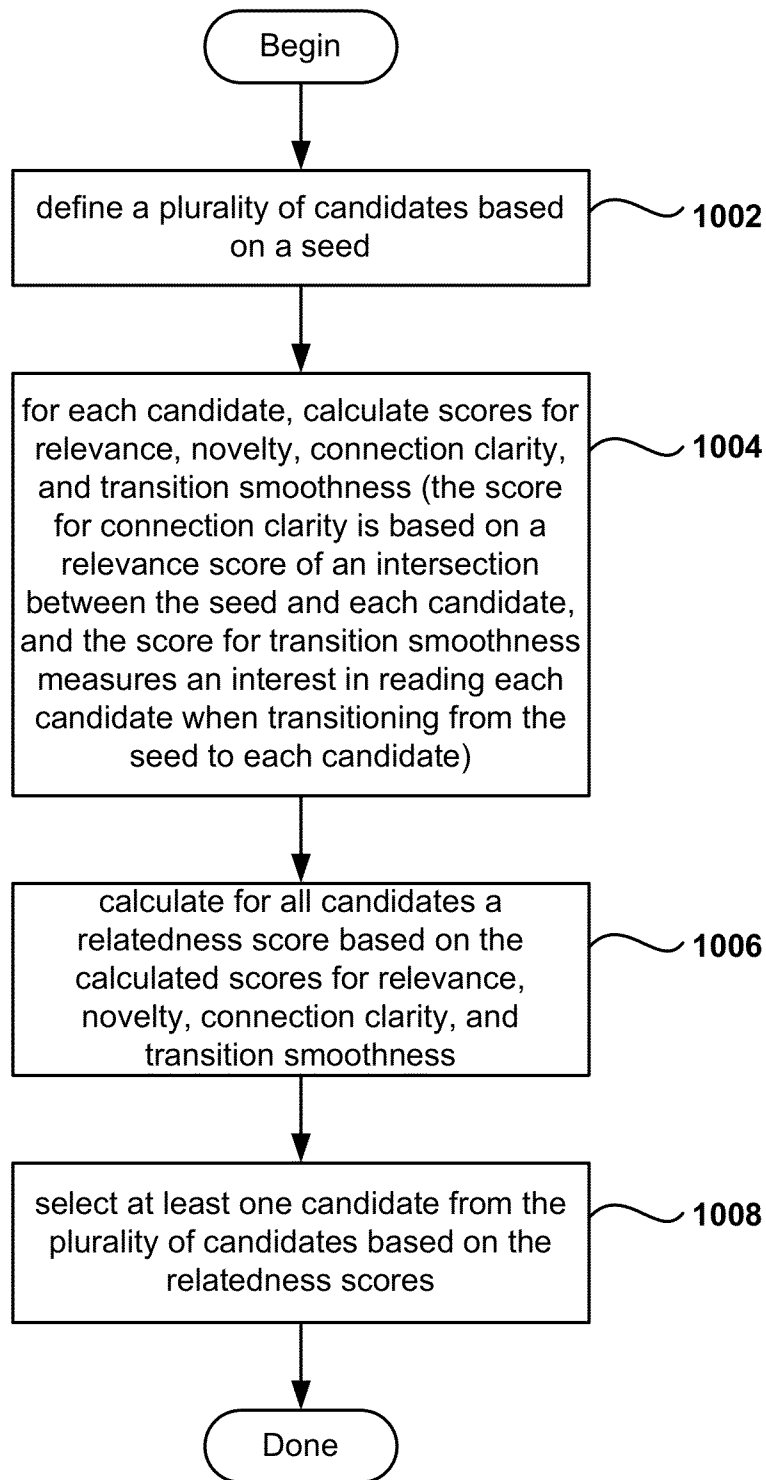 Begin
define a plurality of candidates based
on a seed
1002
for each candidate, calculate scores for
relevance, novelty, connection clarity,
and transition smoothness (the score
for connection clarity is based on a
relevance score of an intersection
between the seed and each candidate,
and the score for transition smoothness
measures an interest in reading each
candidate when transitioning from the
seed to each candidate)
1004
calculate for all candidates a
relatedness score based on the
calculated scores for relevance,
novelty, connection clarity, and
transition smoothness
1006
select at least one candidate from the
plurality of candidates based on the
relatedness scores
1008
Done